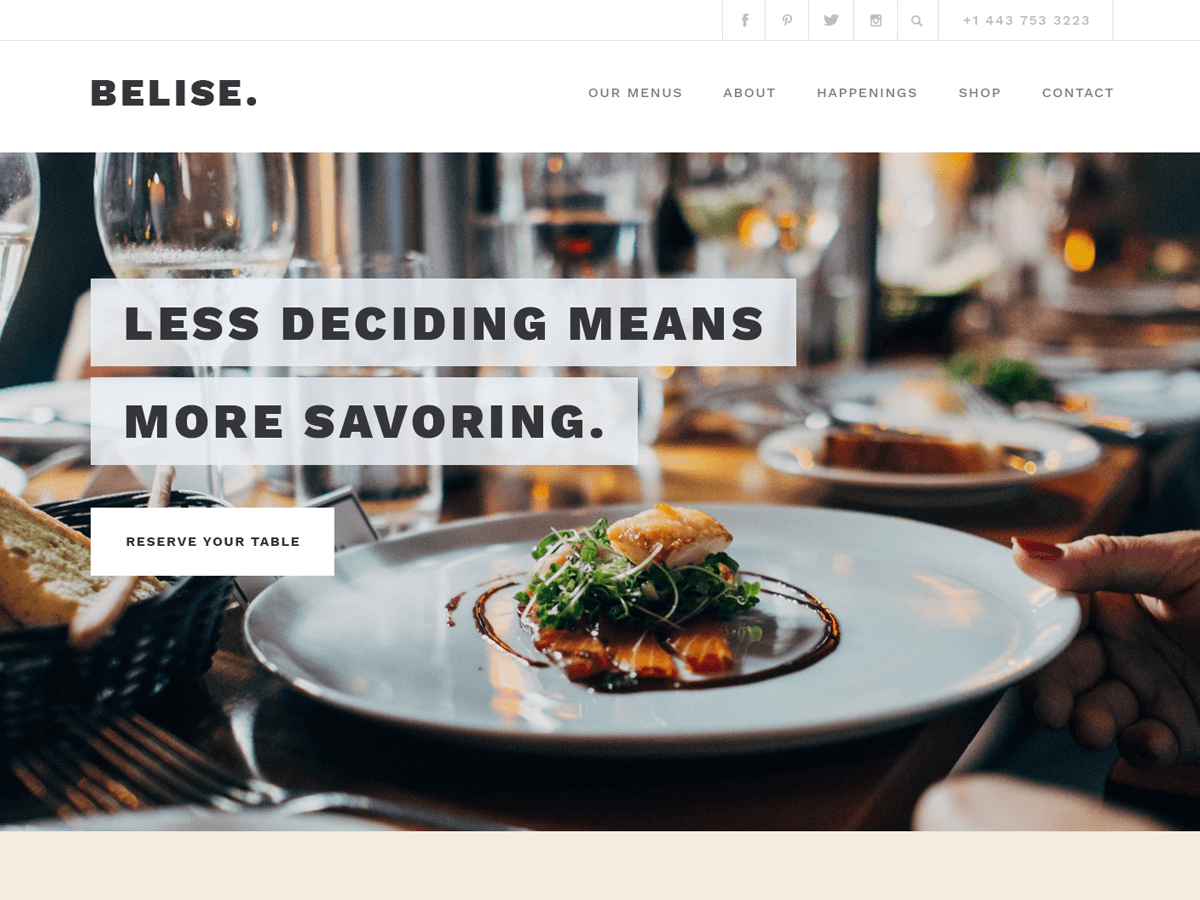 +1 443 753 3223
BELISE.
OUR MENUS ABOUT HAPPENINGS SHOP CONTACT
LESS DECIDING MEANS
MORE SAVORING.
RESERVE YOUR TABLE